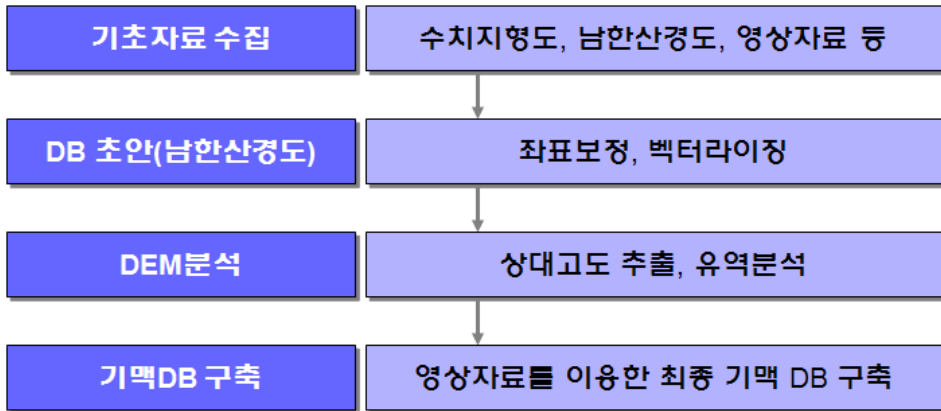 기초자료 수집
수치지형도, 남한산경도, 영상자료 등
DB 초안(남한산경도)
좌표보정, 벡터라이징
DEM분석
상대고도 추출, 유역분석
기맥DB 구축
영상자료를 이용한 최종 기맥 DB 구축